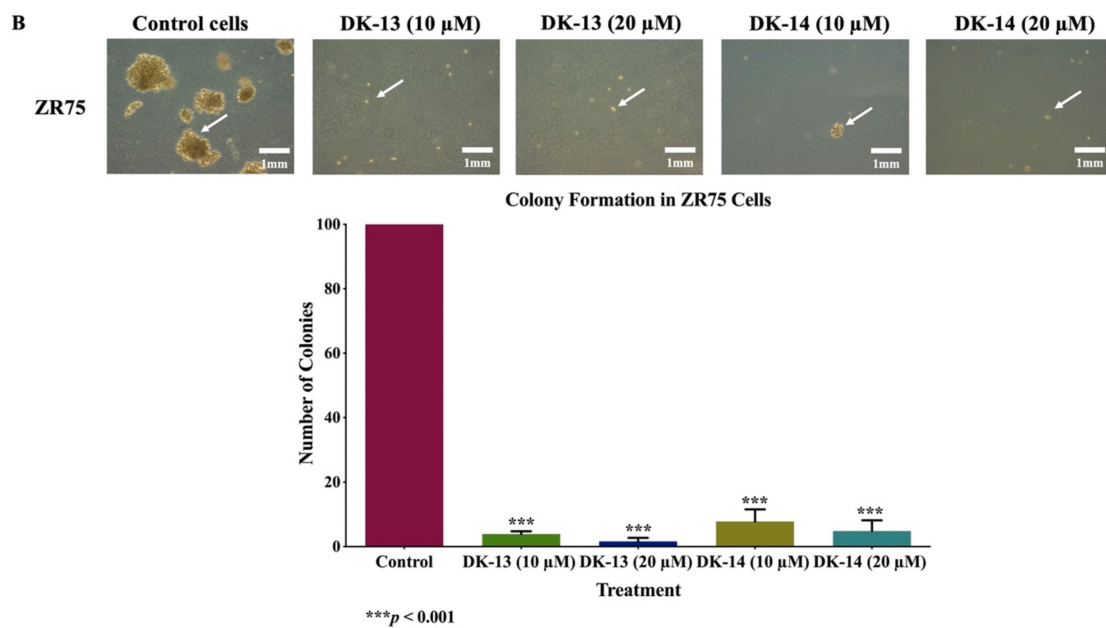 B
Control cells
DK-13 (10 µM)
DK-13 (20 µM)
DK-14 (10 µM)
DK-14 (20 µM)
ZR75
1mm
1mm
1mm
1mm
1mm
Colony Formation in ZR75 Cells
Number of Colonies
100
80
60
40
20
0
***
***
***
***
Control
DK-13 (10 µM)
DK-13 (20 µM)
DK-14 (10 µM)
DK-14 (20 µM)
Treatment
***p < 0.001